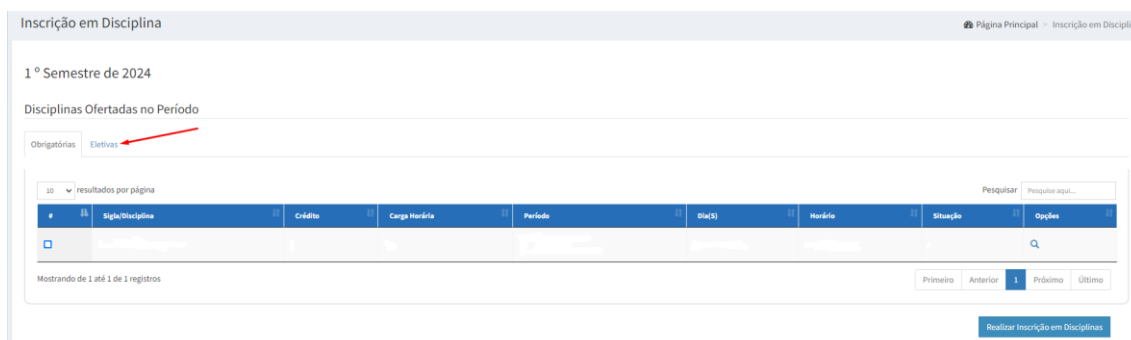 Inscrição em Disciplina
Página Principal > Inscrição em Discipli
1 º Semestre de 2024
Disciplinas Ofertadas no Período
Obrigatórias Eletivas
10 resultados por página Pesquisar Pesquise aqui...
# Sigla/Disciplina Crédito Carga Horária Período Dia(S) Horário Situação Opções
Mostrando de 1 até 1 de 1 registros Primeiro Anterior 1 Próximo Último
Realizar Inscrição em Disciplinas